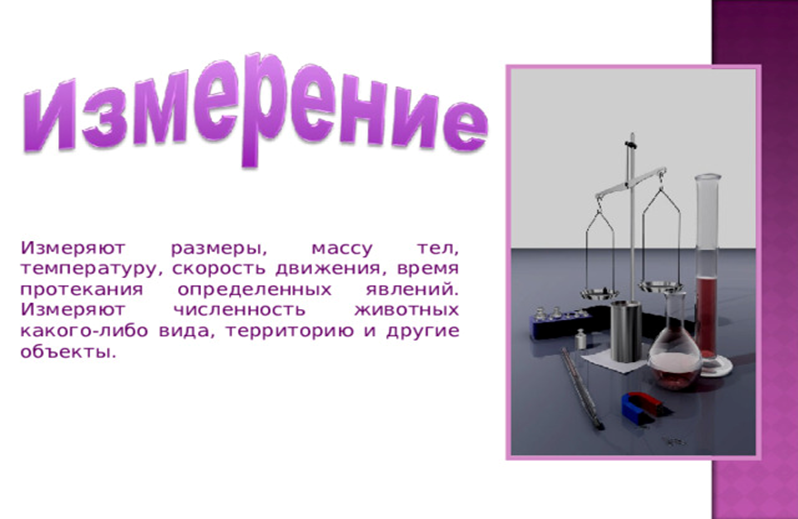 Измерение
Измеряют размеры, массу тел,
температуру, скорость движения, время
протекания определенных явлений.
Измеряют численность животных
какого-либо вида, территорию и другие
объекты.